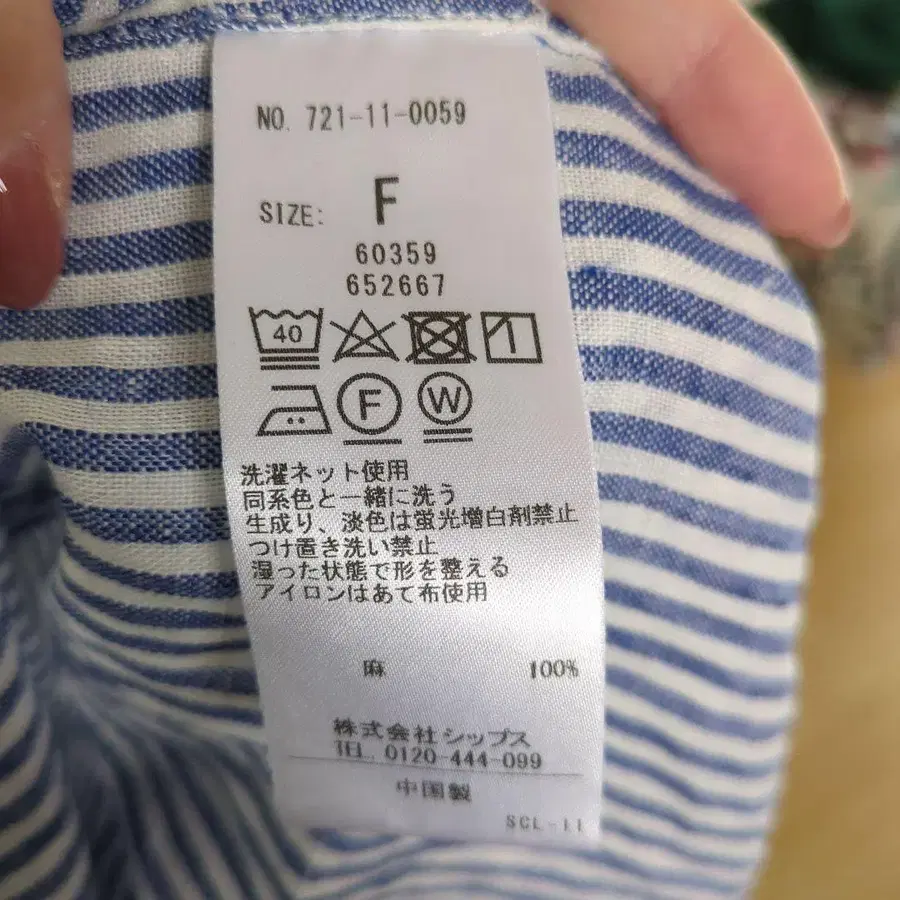 NO. 721-11-0059
SIZE: F
60359
652667
40
F W
洗濯ネット使用
同系色と一緒に洗う
生成り、淡色は蛍光増白剤禁止
つけ置き洗い禁止
湿った状態で形を整える
アイロンはあて布使用
麻 100%
株式会社シップス
TEL. 0120-444-099
中国製
SCL-11